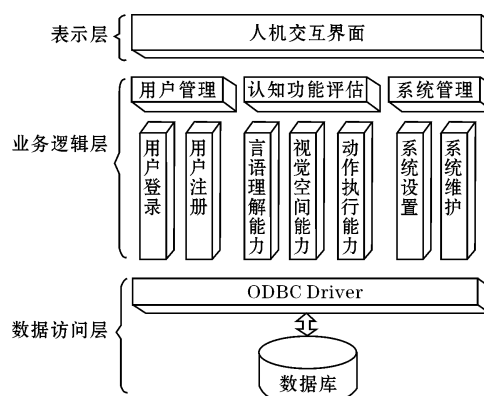 表示层
人机交互界面
用户管理
认知功能评估
系统管理
业务逻辑层
用户登录
用户注册
言语理解能力
视觉空间能力
动作执行能力
系统设置
系统维护
ODBC Driver
数据访问层
数据库